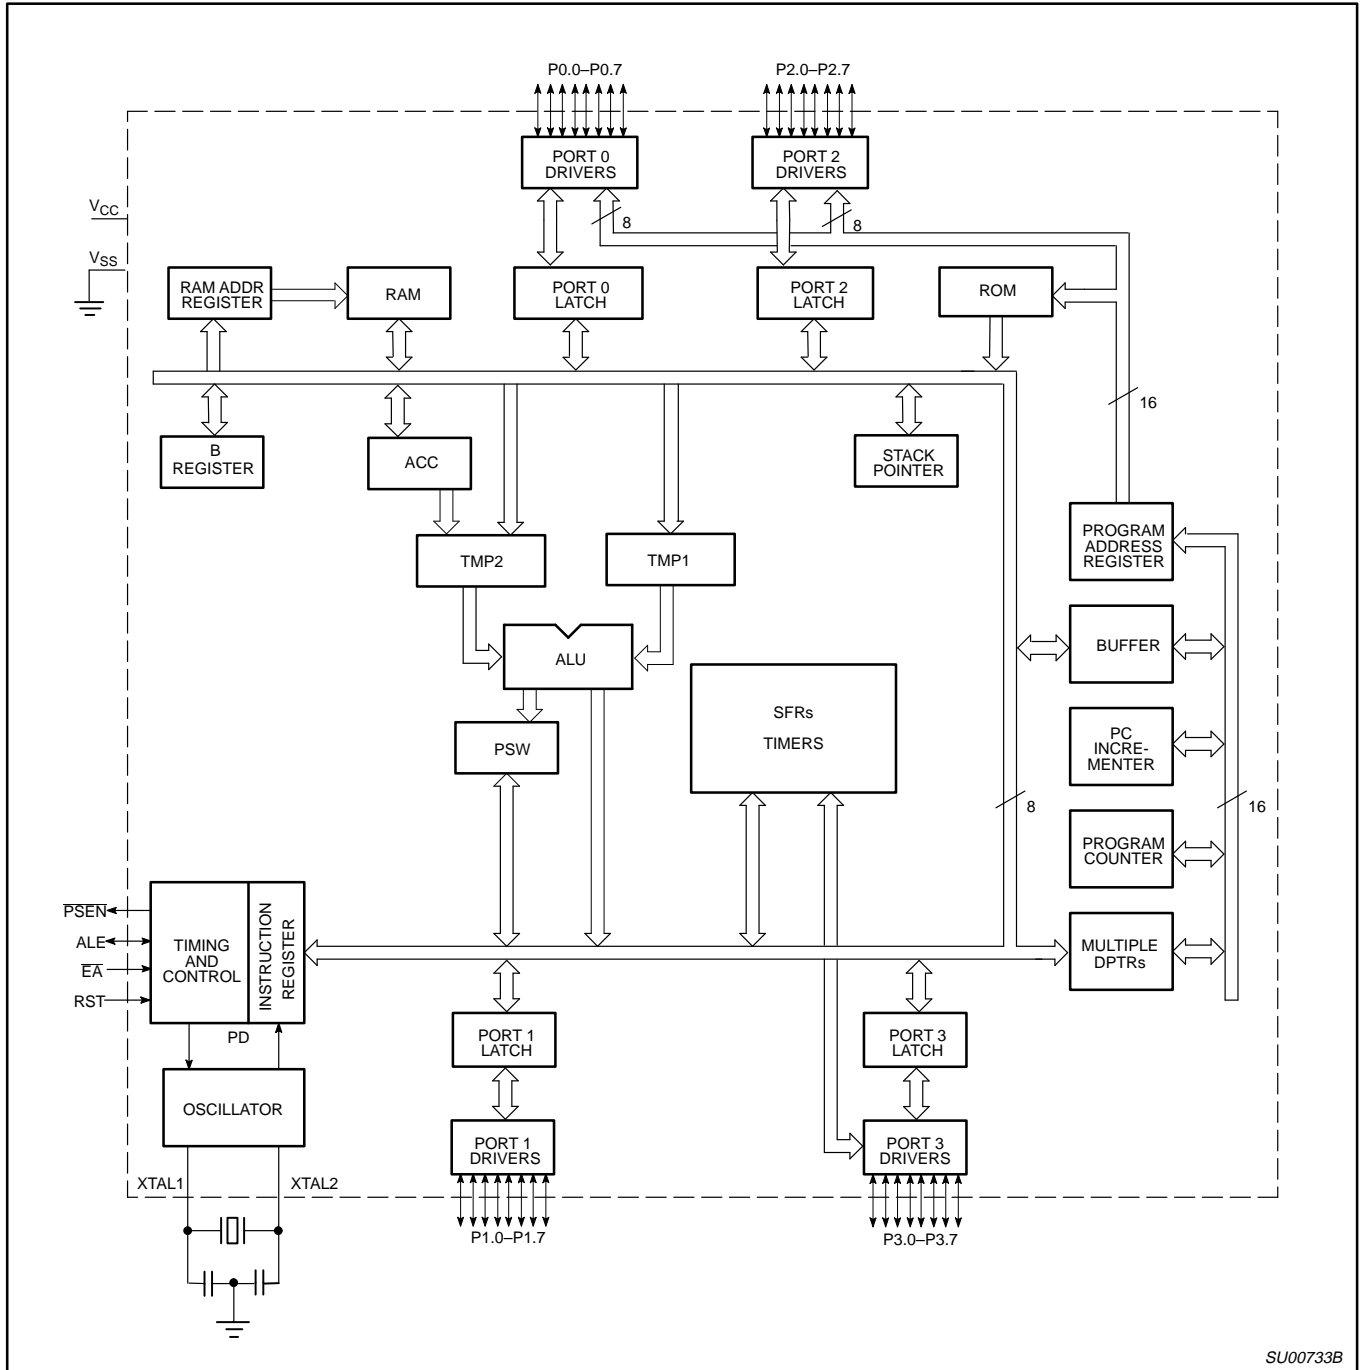 P0.0–P0.7
P2.0–P2.7
PORT 0
DRIVERS
PORT 2
DRIVERS
VCC
8
8
VSS
RAM ADDR
REGISTER
RAM
PORT 0
LATCH
PORT 2
LATCH
ROM
16
B
REGISTER
ACC
STACK
POINTER
TMP2
TMP1
PROGRAM
ADDRESS
REGISTER
ALU
BUFFER
SFRs
TIMERS
PSW
PC
INCRE-
MENTER
8
16
PROGRAM
COUNTER
PSEN
ALE
EA
RST
TIMING
AND
CONTROL
INSTRUCTION
REGISTER
MULTIPLE
DPTRs
PD
PORT 1
LATCH
PORT 3
LATCH
OSCILLATOR
PORT 1
DRIVERS
PORT 3
DRIVERS
XTAL1
XTAL2
P1.0–P1.7
P3.0–P3.7
SU00733B